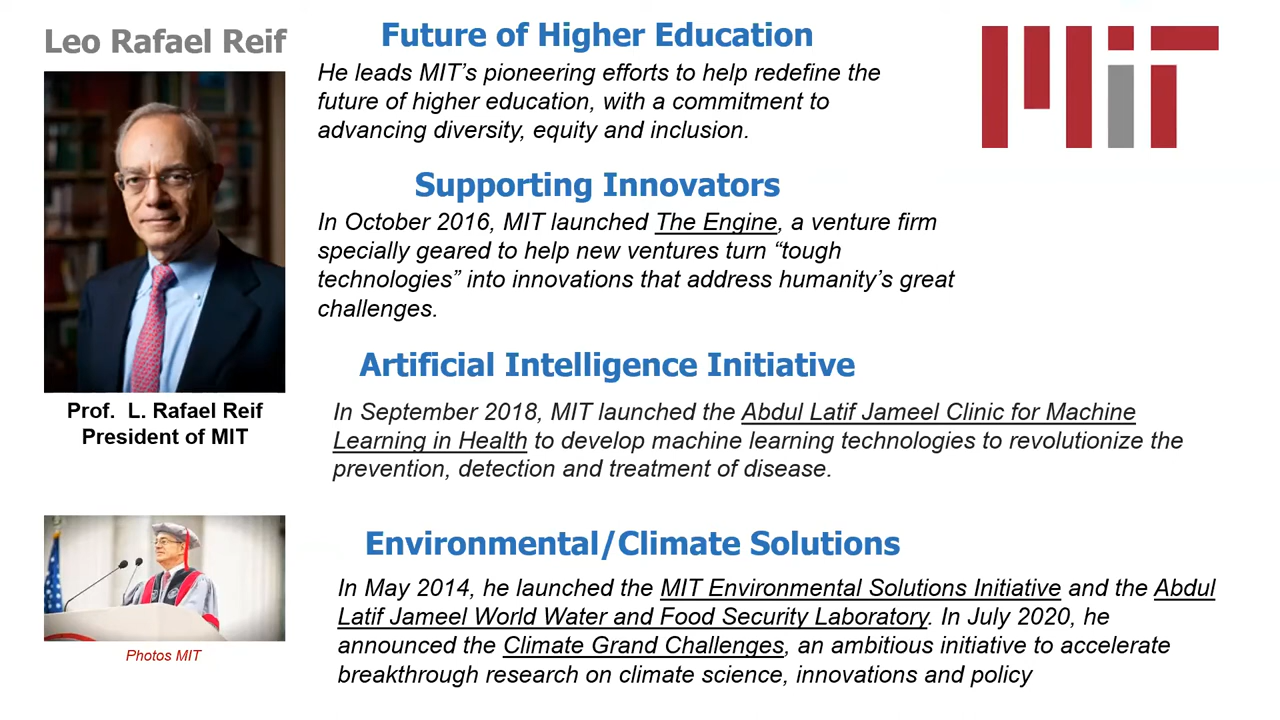 Leo Rafael Reif
Prof. L. Rafael Reif
President of MIT
Photos MIT
Future of Higher Education
He leads MIT’s pioneering efforts to help redefine the
future of higher education, with a commitment to
advancing diversity, equity and inclusion.
Supporting Innovators
In October 2016, MIT launched The Engine, a venture firm
specially geared to help new ventures turn “tough
technologies” into innovations that address humanity’s great
challenges.
Artificial Intelligence Initiative
In September 2018, MIT launched the Abdul Latif Jameel Clinic for Machine
Learning in Health to develop machine learning technologies to revolutionize the
prevention, detection and treatment of disease.
Environmental/Climate Solutions
In May 2014, he launched the MIT Environmental Solutions Initiative and the Abdul
Latif Jameel World Water and Food Security Laboratory. In July 2020, he
announced the Climate Grand Challenges, an ambitious initiative to accelerate
breakthrough research on climate science, innovations and policy
MIT